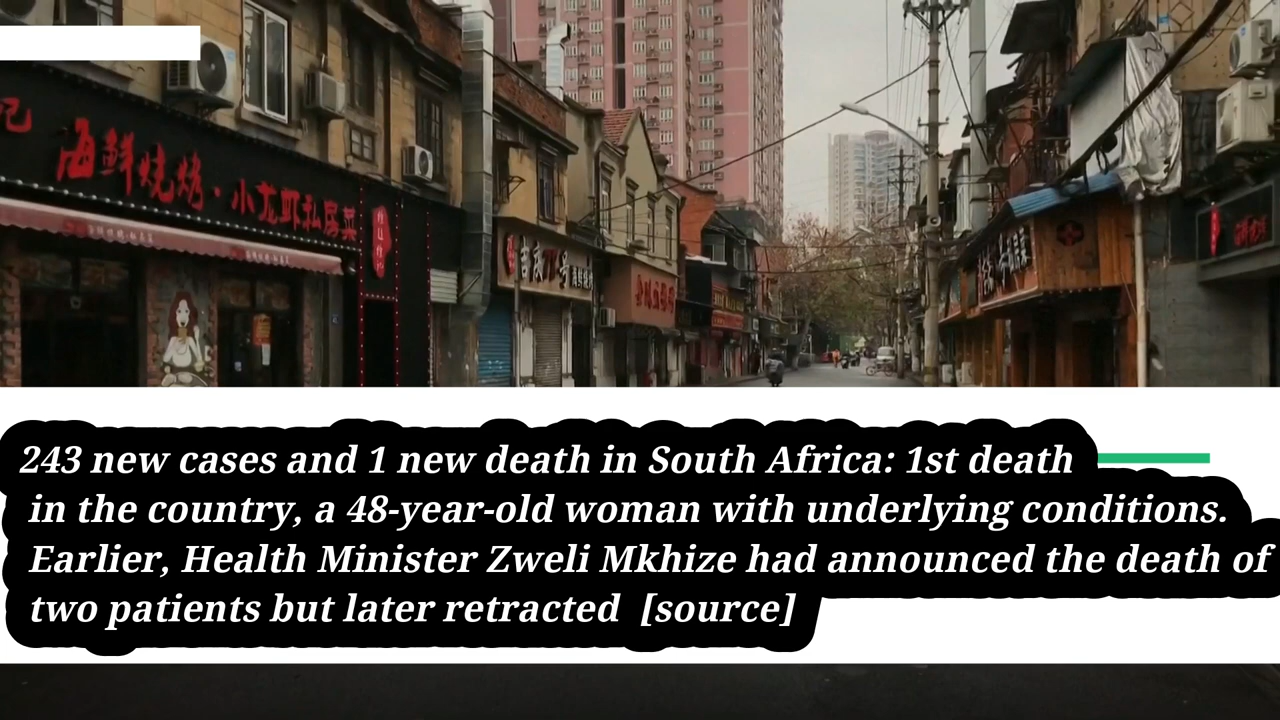 海鲜烧烤·小龙虾私房菜
243 new cases and 1 new death in South Africa: 1st death
in the country, a 48-year-old woman with underlying conditions.
Earlier, Health Minister Zweli Mkhize had announced the death of
two patients but later retracted [source]